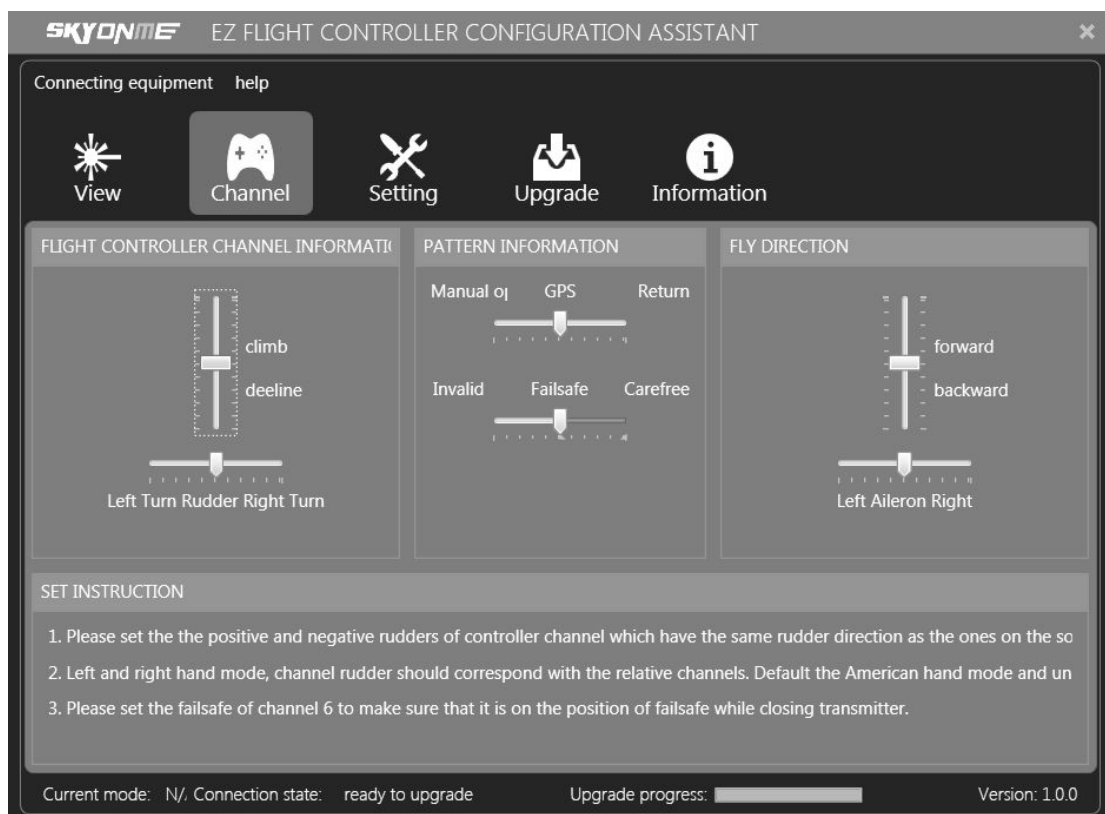 SKYONME EZ FLIGHT CONTROLLER CONFIGURATION ASSISTANT
Connecting equipment help
View Channel Setting Upgrade Information
FLIGHT CONTROLLER CHANNEL INFORMATI
climb
deeline
Left Turn Rudder Right Turn
PATTERN INFORMATION
Manual op GPS Return
Invalid Failsafe Carefree
FLY DIRECTION
forward
backward
Left Aileron Right
SET INSTRUCTION
1. Please set the the positive and negative rudders of controller channel which have the same rudder direction as the ones on the so
2. Left and right hand mode, channel rudder should correspond with the relative channels. Default the American hand mode and un
3. Please set the failsafe of channel 6 to make sure that it is on the position of failsafe while closing transmitter.
Current mode: N/ Connection state: ready to upgrade Upgrade progress: Version: 1.0.0